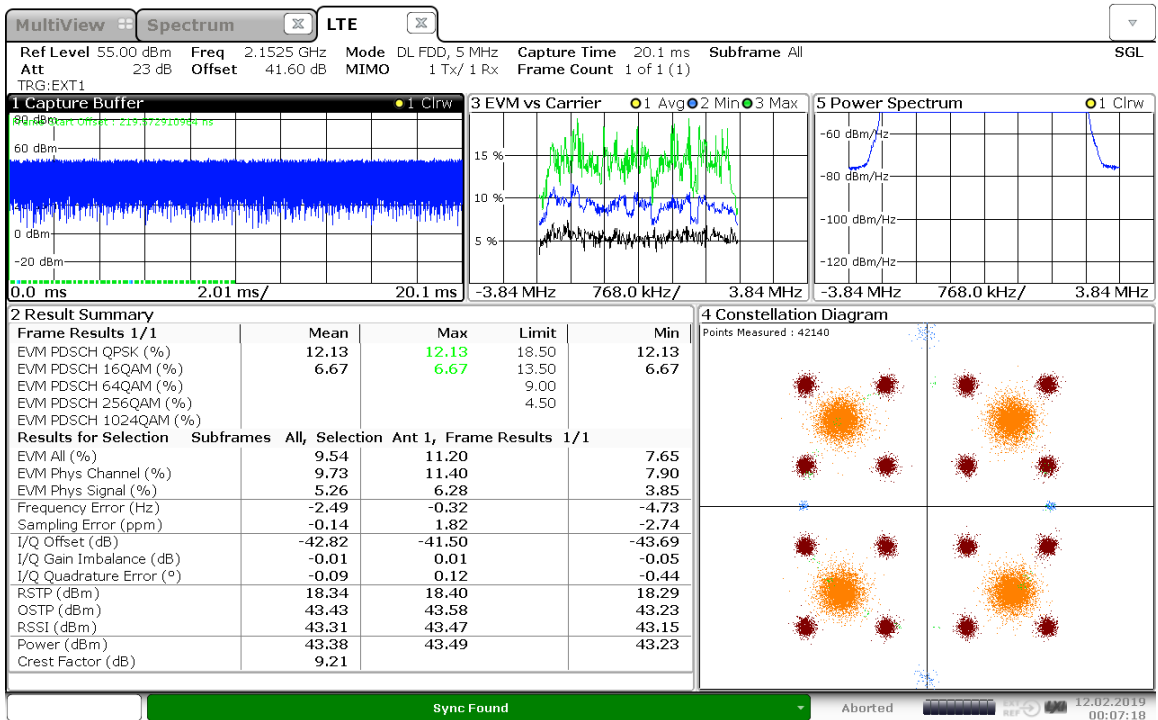 MultiView Spectrum X LTE X
Ref Level 55.00 dBm Freq 2.1525 GHz Mode DL FDD, 5 MHz Capture Time 20.1 ms Subframe All SGL
Att 23 dB Offset 41.60 dB MIMO 1 Tx/ 1 Rx Frame Count 1 of 1 (1)
TRG:EXT1
1 Capture Buffer 1 Clrw
80 dBm
Frame Start Offset : 219.572910964 ms
60 dBm
0 dBm
-20 dBm
0.0 ms 2.01 ms/ 20.1 ms
3 EVM vs Carrier 1 Avg 2 Min 3 Max
15 %
10 %
5 %
-3.84 MHz 768.0 kHz/ 3.84 MHz
5 Power Spectrum 1 Clrw
-60 dBm/Hz
-80 dBm/Hz
-100 dBm/Hz
-120 dBm/Hz
-3.84 MHz 768.0 kHz/ 3.84 MHz
2 Result Summary
Frame Results 1/1 Mean Max Limit Min
EVM PDSCH QPSK (%) 12.13 12.13 18.50 12.13
EVM PDSCH 16QAM (%) 6.67 6.67 13.50 6.67
EVM PDSCH 64QAM (%) 9.00
EVM PDSCH 256QAM (%) 4.50
EVM PDSCH 1024QAM (%)
Results for Selection Subframes All, Selection Ant 1, Frame Results 1/1
EVM All (%) 9.54 11.20 7.65
EVM Phys Channel (%) 9.73 11.40 7.90
EVM Phys Signal (%) 5.26 6.28 3.85
Frequency Error (Hz) -2.49 -0.32 -4.73
Sampling Error (ppm) -0.14 1.82 -2.74
I/Q Offset (dB) -42.82 -41.50 -43.69
I/Q Gain Imbalance (dB) -0.01 0.01 -0.05
I/Q Quadrature Error (°) -0.09 0.12 -0.44
RSTP (dBm) 18.34 18.40 18.29
OSTP (dBm) 43.43 43.58 43.23
RSSI (dBm) 43.31 43.47 43.15
Power (dBm) 43.38 43.49 43.23
Crest Factor (dB) 9.21
4 Constellation Diagram
Points Measured : 42140
Sync Found Aborted EXT REF LXI 12.02.2019
00:07:18